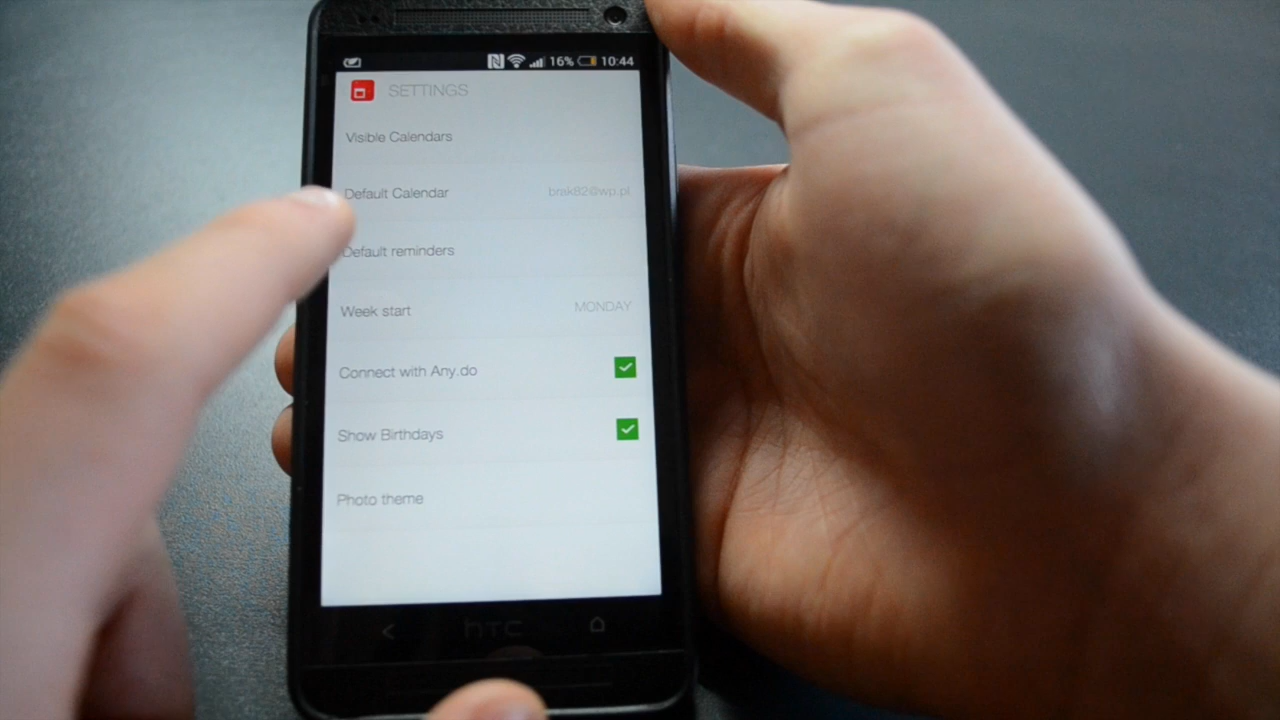 16% 10:44
SETTINGS
Visible Calendars
Default Calendar brak82@wp.pl
Default reminders
Week start MONDAY
Connect with Any.do
Show Birthdays
Photo theme
hTC